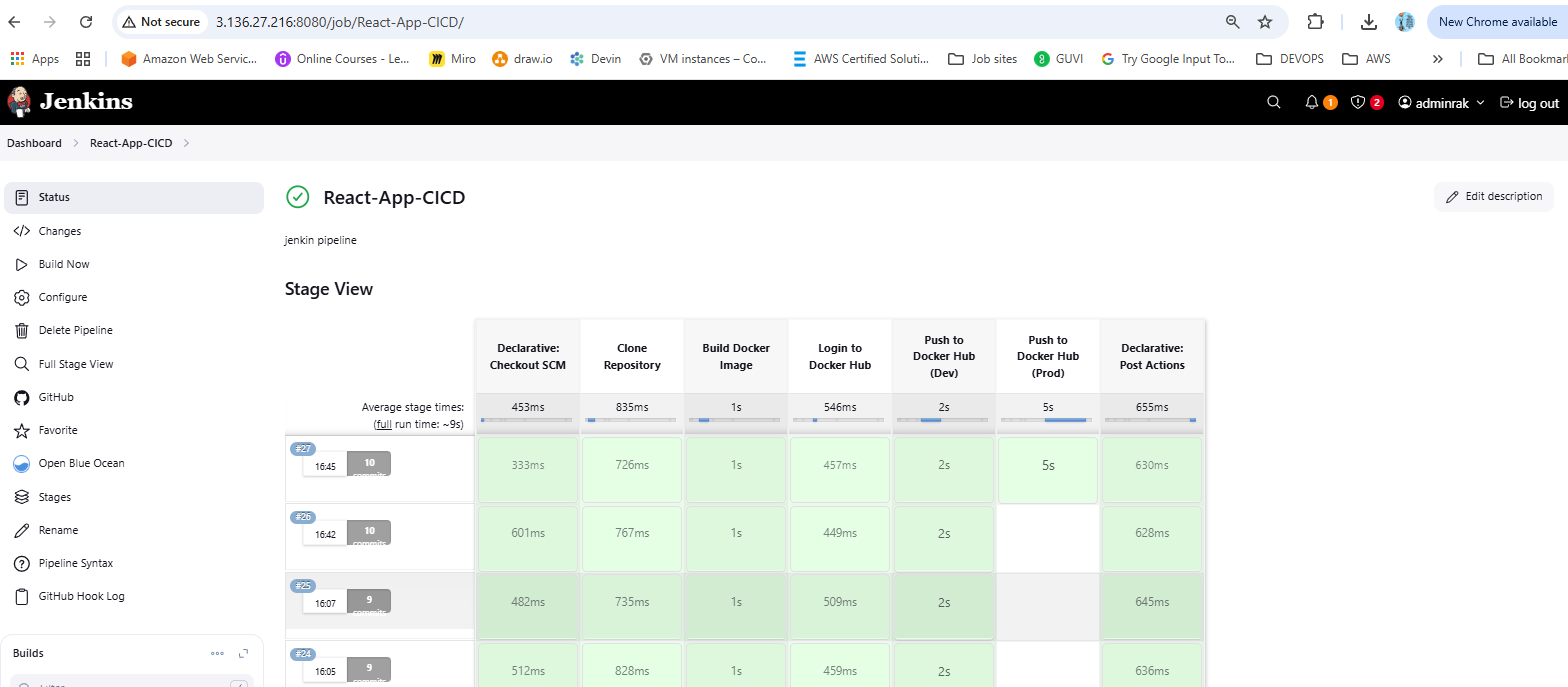 Not secure
3.136.27.216:8080/job/React-App-CICD/
New Chrome available
Apps
Amazon Web Servic...
Online Courses - Le...
Miro
draw.io
Devin
VM instances – Co...
AWS Certified Soluti...
Job sites
GUVI
Try Google Input To...
DEVOPS
AWS
All Bookmar
Jenkins
1
2
adminrak
log out
Dashboard
React-App-CICD
Status
Changes
Build Now
Configure
Delete Pipeline
Full Stage View
GitHub
Favorite
Open Blue Ocean
Stages
Rename
Pipeline Syntax
GitHub Hook Log
Builds
React-App-CICD
Edit description
jenkin pipeline
Stage View
Declarative:
Checkout SCM
Clone
Repository
Build Docker
Image
Login to
Docker Hub
Push to
Docker Hub
(Dev)
Push to
Docker Hub
(Prod)
Declarative:
Post Actions
Average stage times:
(full run time: ~9s)
453ms
835ms
1s
546ms
2s
5s
655ms
#27
16:45
10
commits
333ms
726ms
1s
457ms
2s
5s
630ms
#26
16:42
10
commits
601ms
767ms
1s
449ms
2s
628ms
#25
16:07
9
commits
482ms
735ms
1s
509ms
2s
645ms
#24
16:05
9
commits
512ms
828ms
1s
459ms
2s
636ms